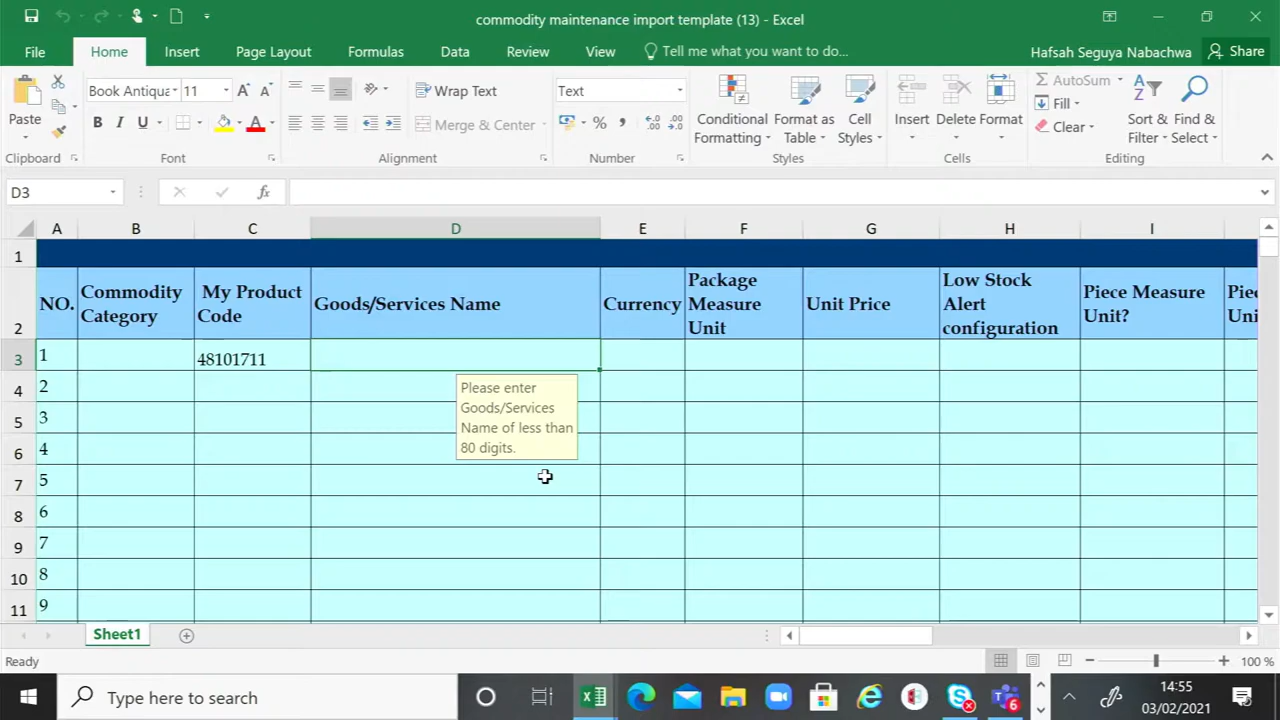 commodity maintenance import template (13) - Excel
File
Home
Insert
Page Layout
Formulas
Data
Review
View
Tell me what you want to do...
Hafsah Seguya Nabachwa
Share
Paste
Book Antiqua
11
A
A
B
I
U
A
Wrap Text
Merge & Center
Text
%
,
Conditional
Formatting
Format as
Table
Cell
Styles
Insert
Delete
Format
AutoSum
Fill
Clear
Sort &
Filter
Find &
Select
Clipboard
Font
Alignment
Number
Styles
Cells
Editing
D3
fx
A
B
C
D
E
F
G
H
I
1
2
NO.
Commodity
Category
My Product
Code
Goods/Services Name
Currency
Package
Measure
Unit
Unit Price
Low Stock
Alert
configuration
Piece Measure
Unit?
3
1
48101711
4
2
5
3
6
4
7
5
8
6
9
7
10
8
11
9
Please enter
Goods/Services
Name of less than
80 digits.
Sheet1
Ready
100 %
Type here to search
6
14:55
03/02/2021